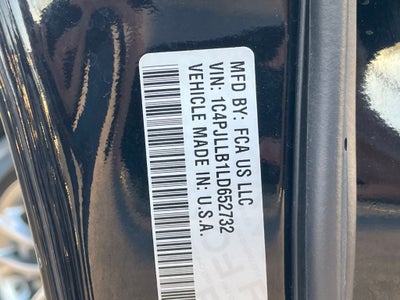 MFD BY: FCA US LLC
VIN: 1C4PJLLB1LD652732
VEHICLE MADE IN: U.S.A.